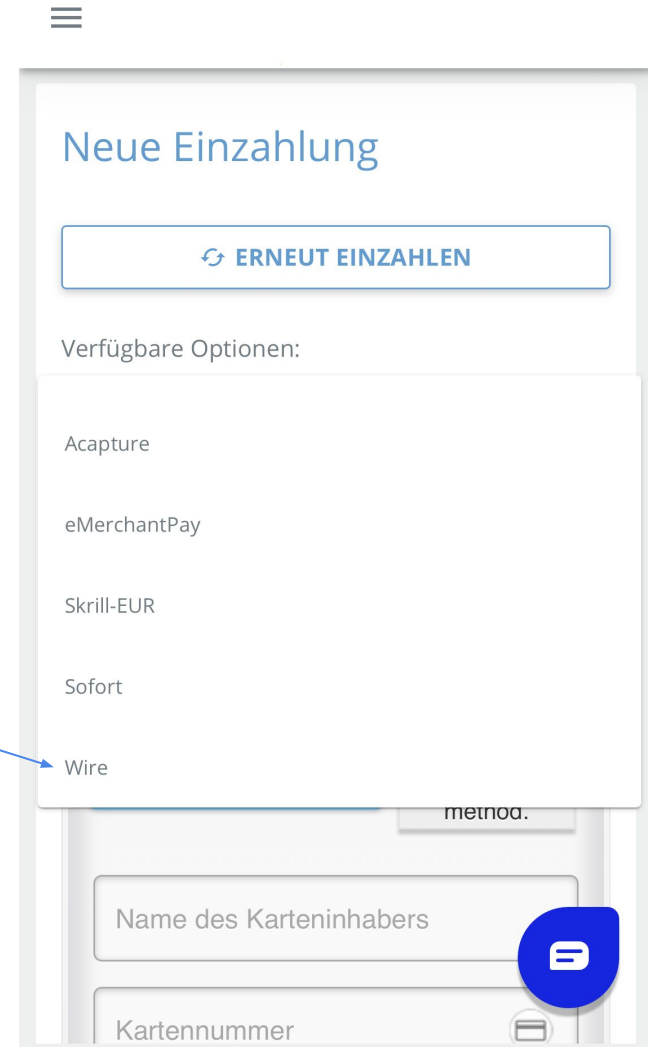 Neue Einzahlung
ERNEUT EINZAHLEN
Verfügbare Optionen:
Acapture
eMerchantPay
Skrill-EUR
Sofort
Wire
method.
Name des Karteninhabers
Kartennummer